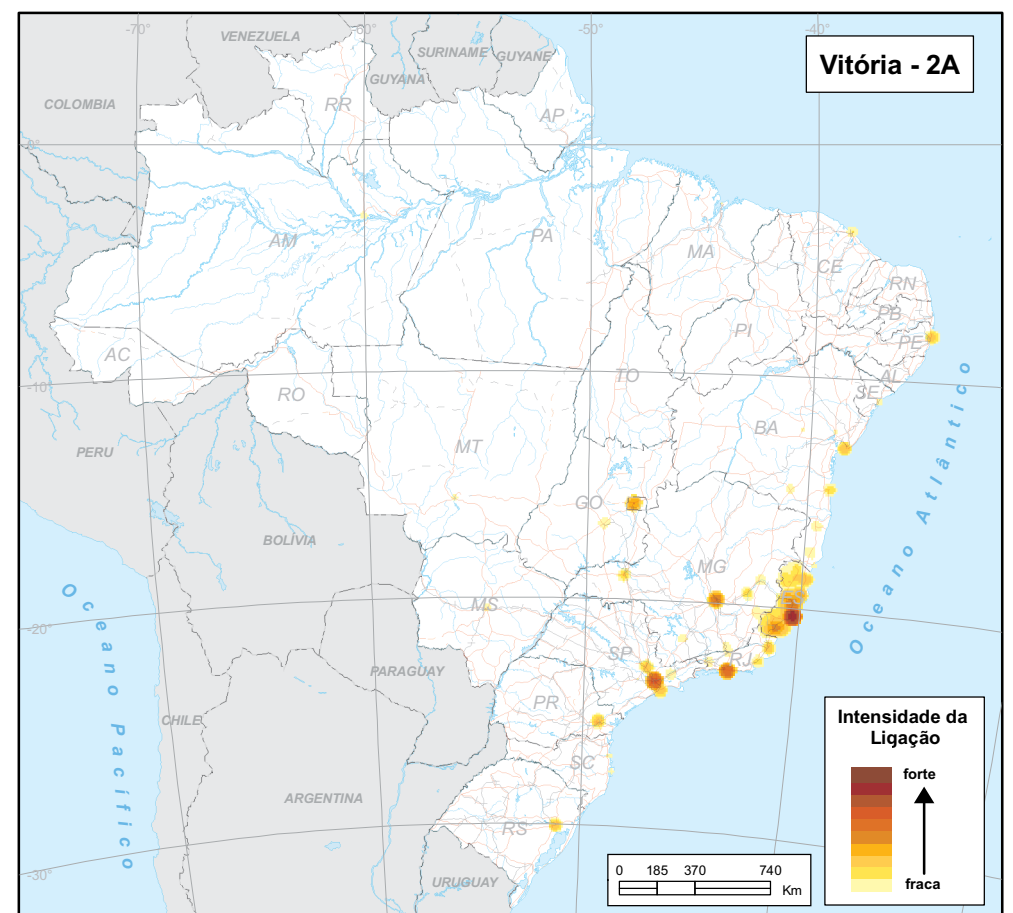 -70°
-60°
-50°
-40°
VENEZUELA
SURINAME
GUYANE
Vitória - 2A
GUYANA
COLOMBIA
RR
AP
0°
AM
PA
MA
CE
RN
PB
PI
PE
AC
-10°
TO
AL
SE
RO
BA
MT
PERU
GO
Oceano Atlântico
BOLÍVIA
MG
Oceano Pacífico
ES
MS
-20°
SP
RJ
PARAGUAY
PR
CHILE
SC
Intensidade da
Ligação
forte
fraca
ARGENTINA
RS
0 185 370 740
Km
-30°
URUGUAY